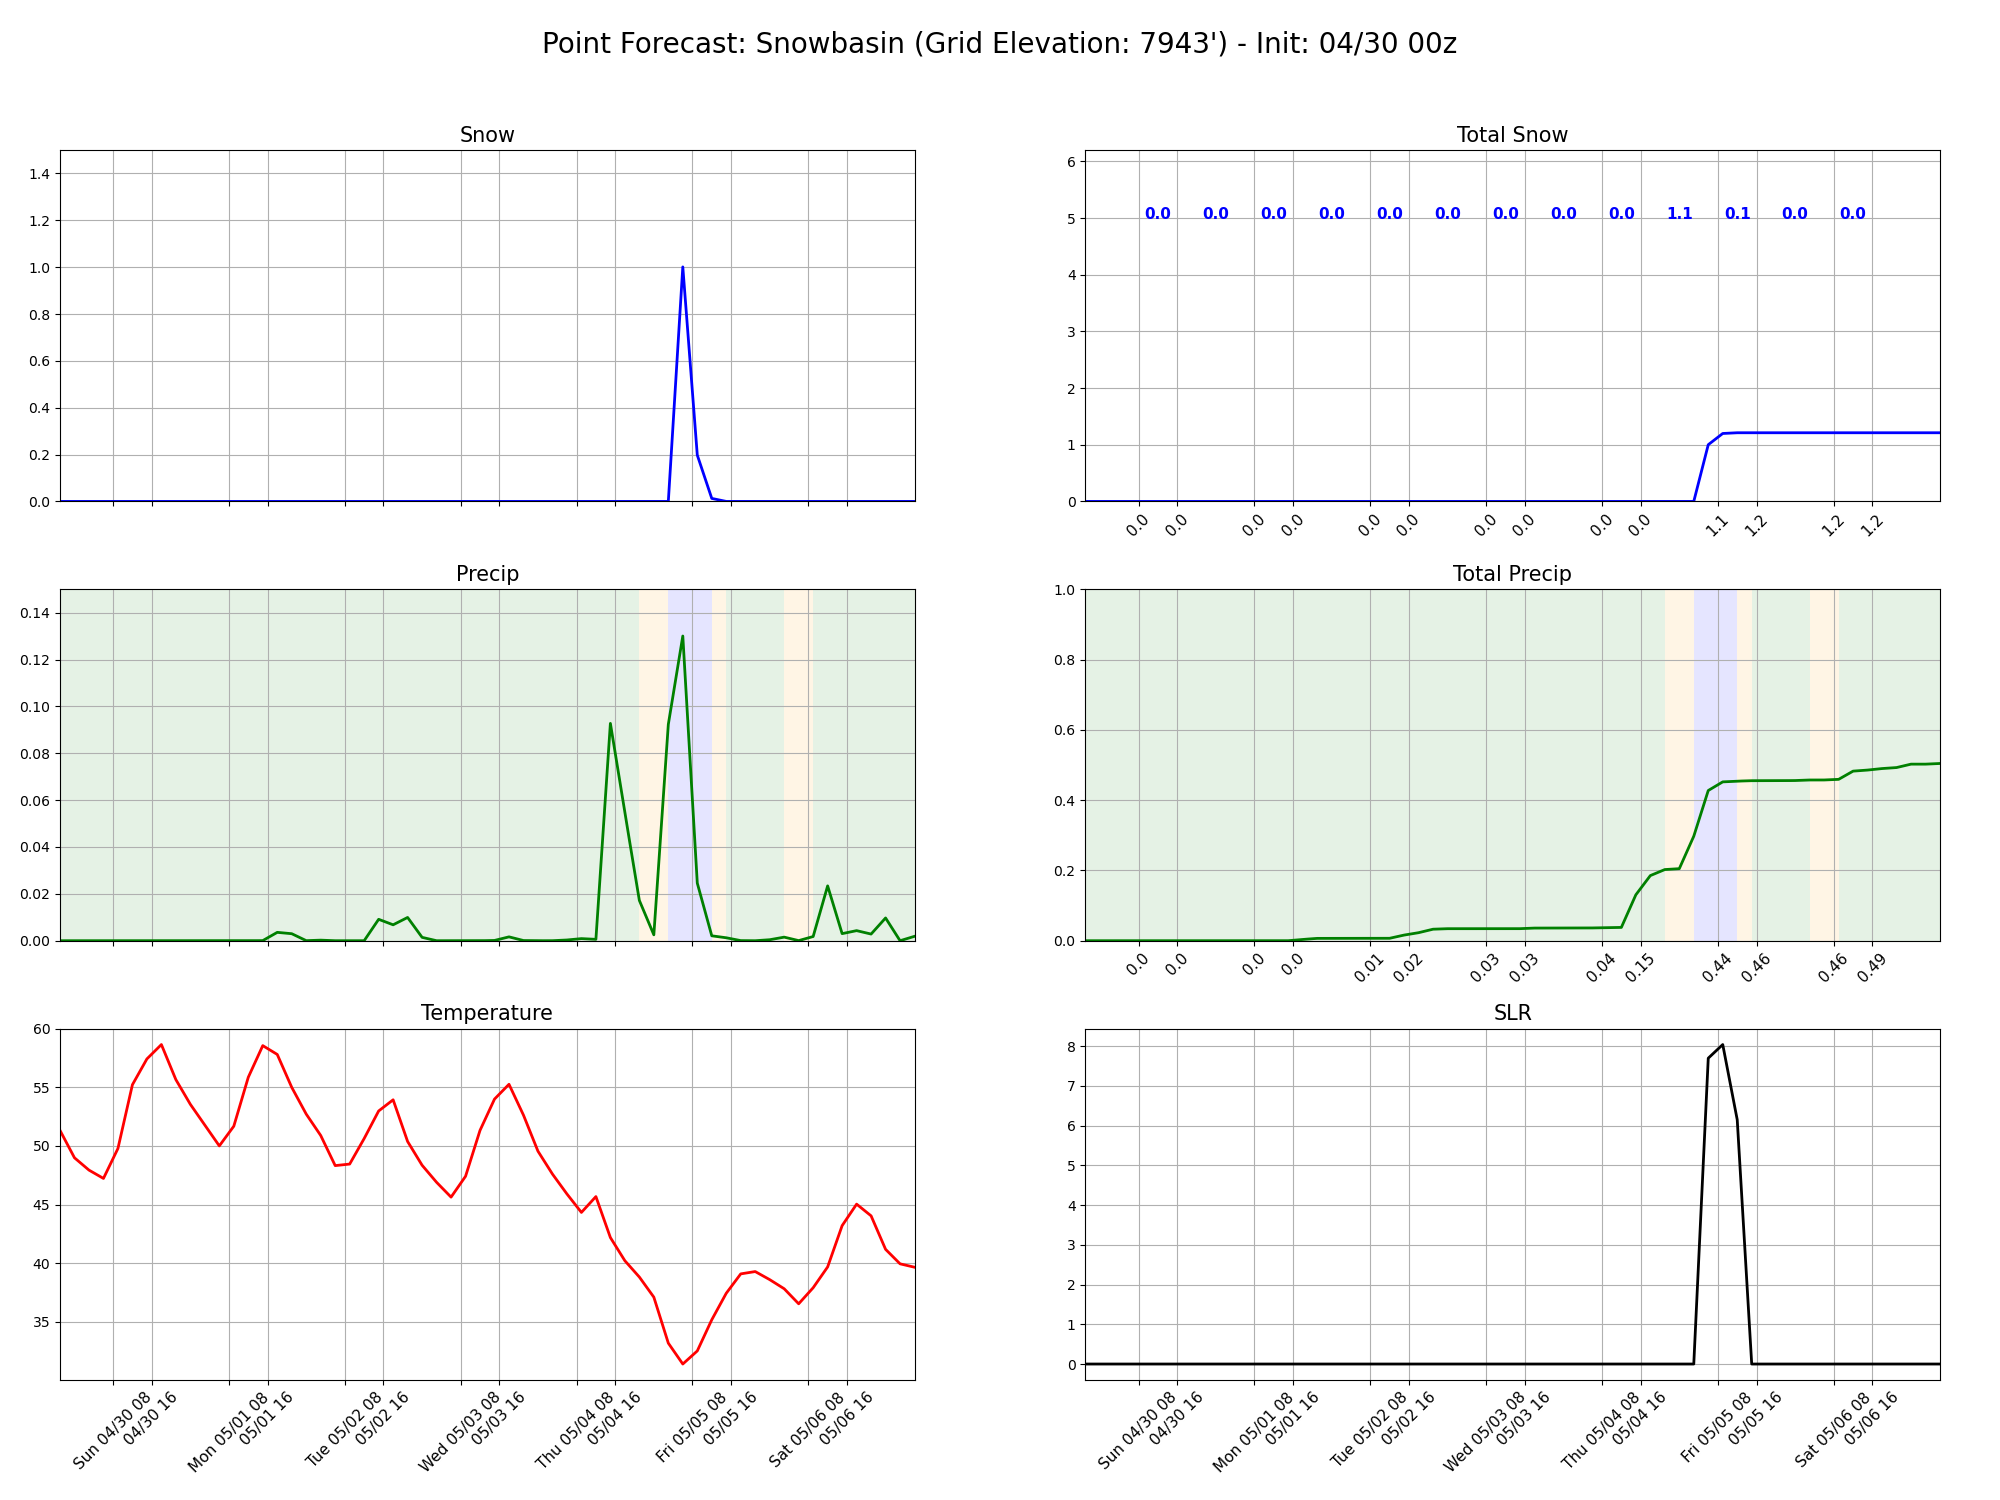 Point Forecast: Snowbasin (Grid Elevation: 7943') - Init: 04/30 00z
Snow
1.4
1.2
1.0
0.8
0.6
0.4
0.2
0.0
Total Snow
6
5
4
3
2
1
0
0.0 0.0 0.0 0.0 0.0 0.0 0.0 0.0 0.0 1.1 0.1 0.0 0.0
0.0 0.0 0.0 0.0 0.0 0.0 0.0 0.0 0.0 0.0 1.1 1.2 1.2 1.2
Precip
0.14
0.12
0.10
0.08
0.06
0.04
0.02
0.00
Total Precip
1.0
0.8
0.6
0.4
0.2
0.0
0.0 0.0 0.0 0.0 0.01 0.02 0.03 0.03 0.04 0.15 0.44 0.46 0.46 0.49
Temperature
60
55
50
45
40
35
Sun 04/30 08
04/30 16
Mon 05/01 08
05/01 16
Tue 05/02 08
05/02 16
Wed 05/03 08
05/03 16
Thu 05/04 08
05/04 16
Fri 05/05 08
05/05 16
Sat 05/06 08
05/06 16
SLR
8
7
6
5
4
3
2
1
0
Sun 04/30 08
04/30 16
Mon 05/01 08
05/01 16
Tue 05/02 08
05/02 16
Wed 05/03 08
05/03 16
Thu 05/04 08
05/04 16
Fri 05/05 08
05/05 16
Sat 05/06 08
05/06 16